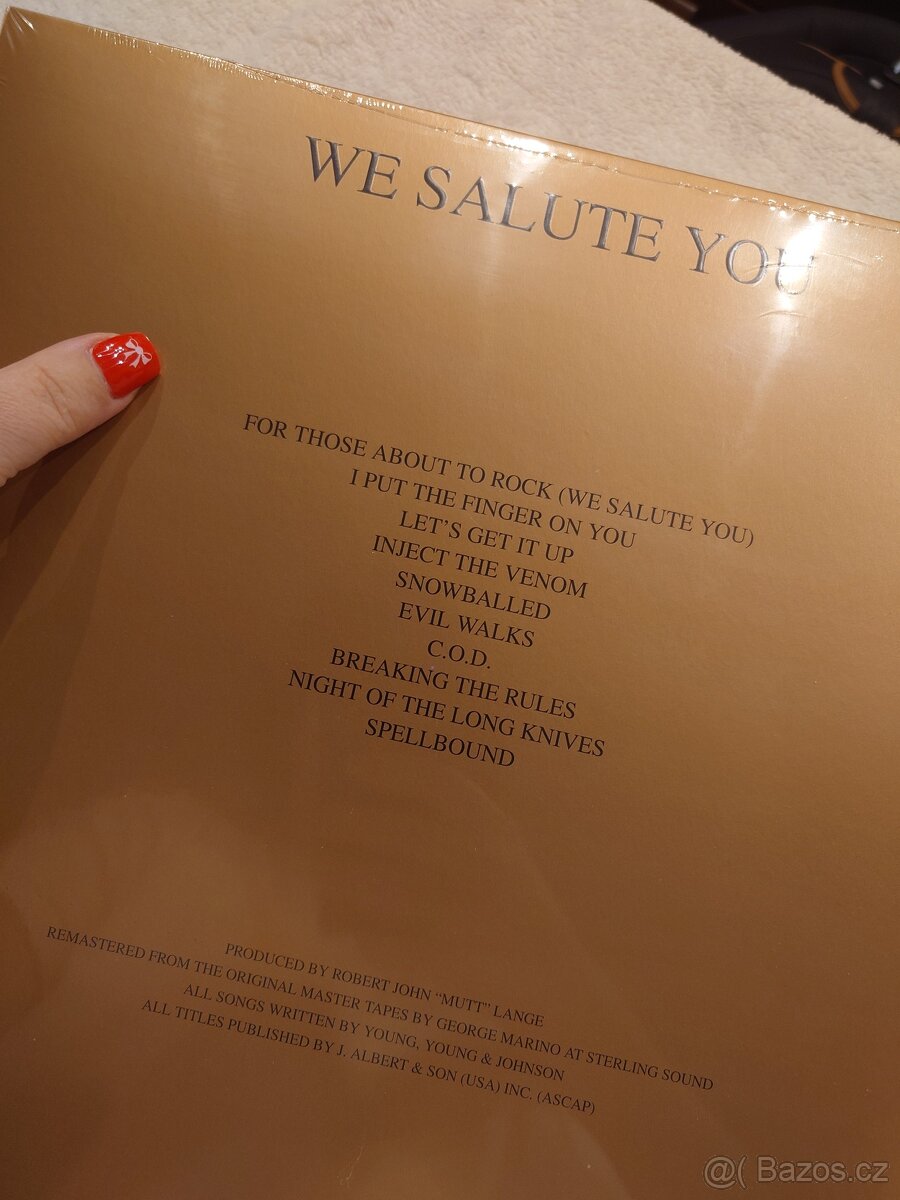 WE SALUTE YOU
FOR THOSE ABOUT TO ROCK (WE SALUTE YOU)
I PUT THE FINGER ON YOU
LET'S GET IT UP
INJECT THE VENOM
SNOWBALLED
EVIL WALKS
C.O.D.
BREAKING THE RULES
NIGHT OF THE LONG KNIVES
SPELLBOUND
PRODUCED BY ROBERT JOHN “MUTT” LANGE
REMASTERED FROM THE ORIGINAL MASTER TAPES BY GEORGE MARINO AT STERLING SOUND
ALL SONGS WRITTEN BY YOUNG, YOUNG & JOHNSON
ALL TITLES PUBLISHED BY J. ALBERT & SON (USA) INC. (ASCAP)
@( Bazos.cz